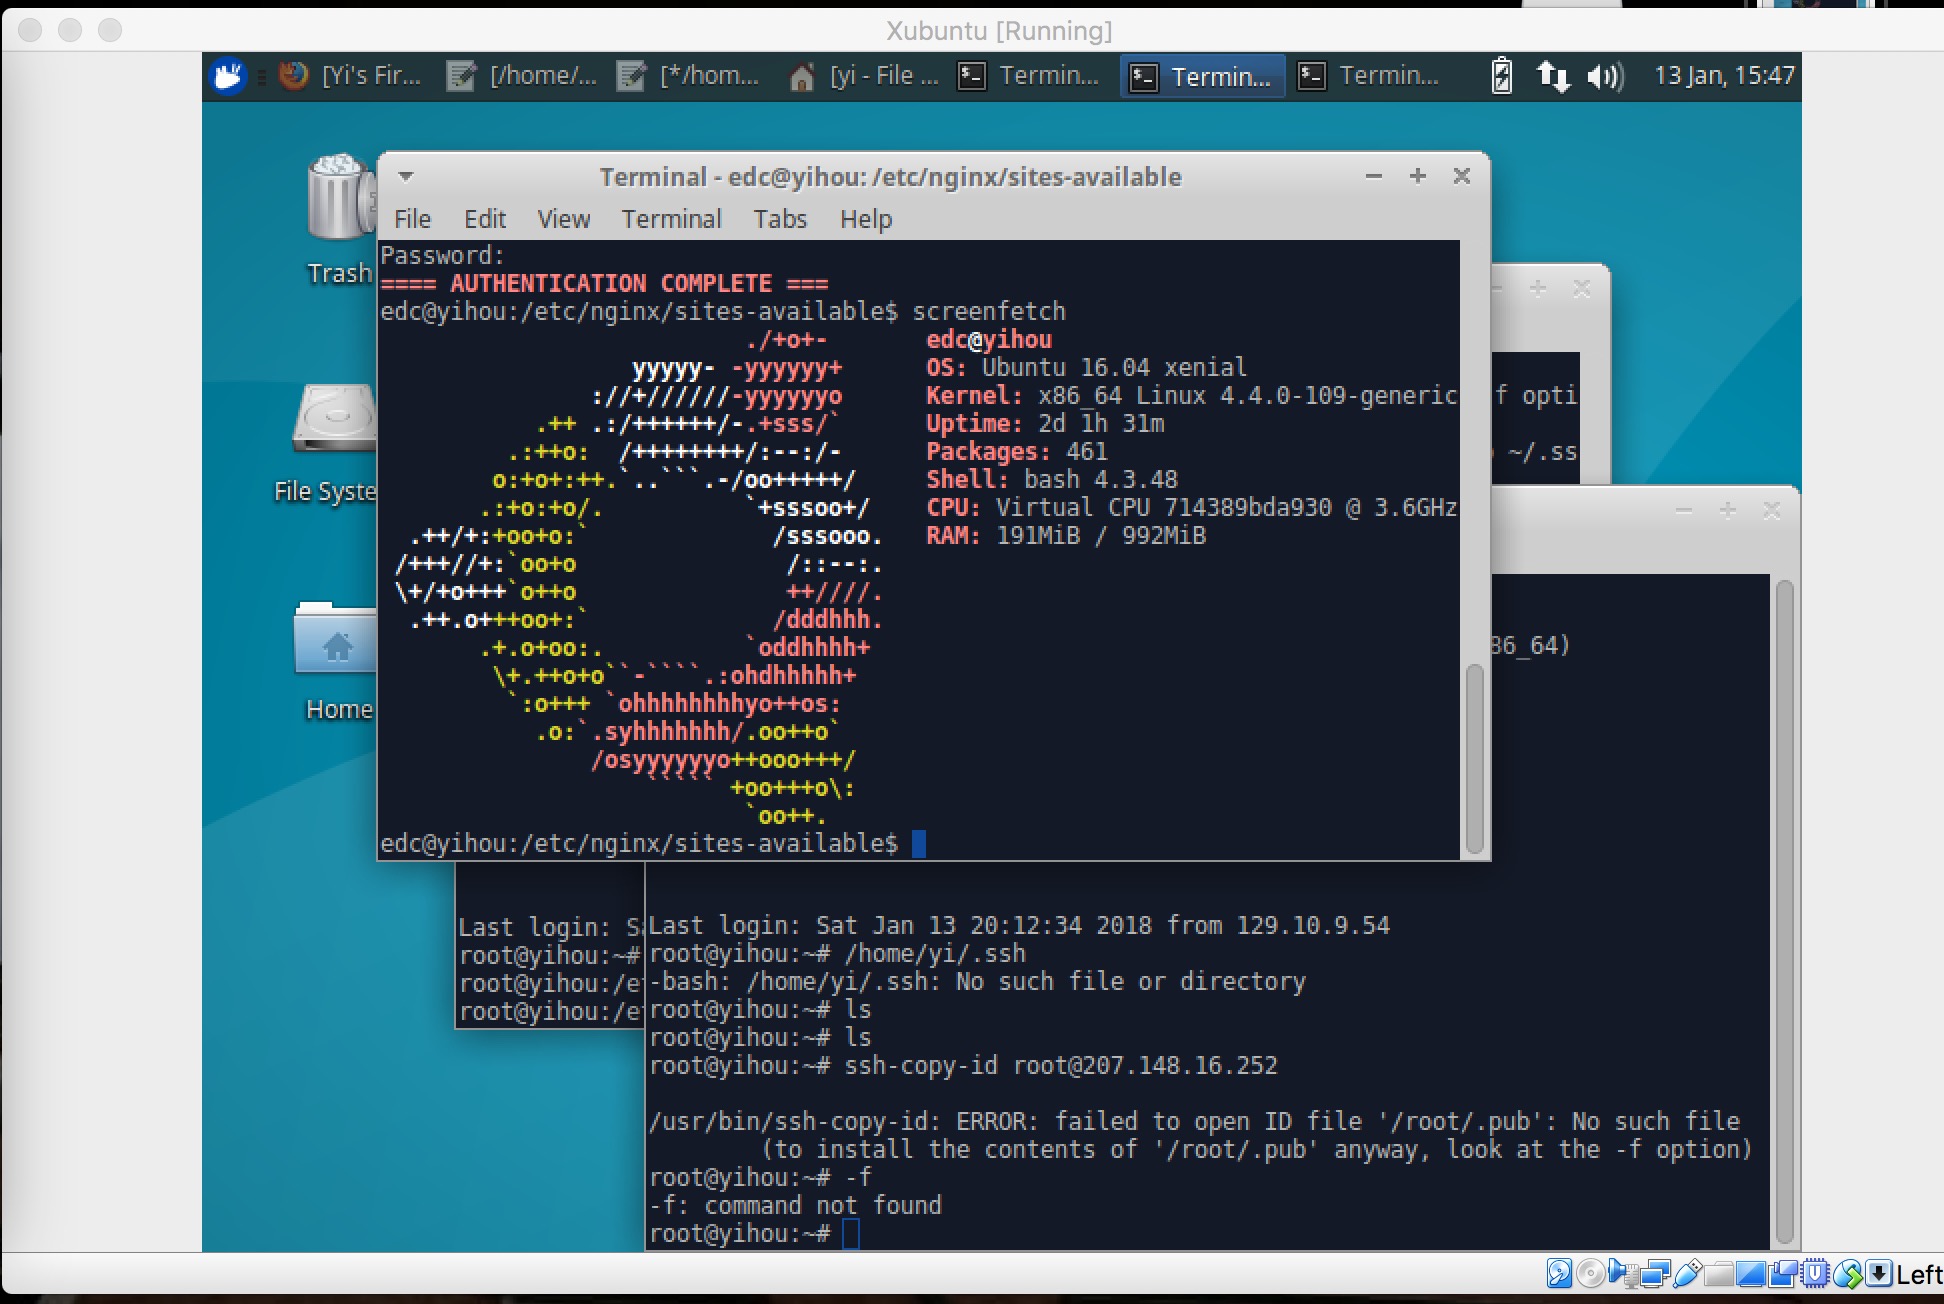 Xubuntu [Running]
[Yi's Fir... [/home/... [*/hom... [yi - File ... Termin... Termin... Termin... 13 Jan, 15:47
Trash
File Syste
Home
Terminal - edc@yihou: /etc/nginx/sites-available
File Edit View Terminal Tabs Help
Password:
==== AUTHENTICATION COMPLETE ===
edc@yihou:/etc/nginx/sites-available$ screenfetch
./+o+- edc@yihou
yyyyy- -yyyyyy+ OS: Ubuntu 16.04 xenial
://+//////-yyyyyyo Kernel: x86_64 Linux 4.4.0-109-generic
.++ .:/++++++/-.+sss/` Uptime: 2d 1h 31m
.:++o: /++++++++/:--:/- Packages: 461
o:+o+:++.`..```.-/oo+++++/ Shell: bash 4.3.48
.:+o:+o/. `+sssoo+/ CPU: Virtual CPU 714389bda930 @ 3.6GHz
.++/+:+oo+o:` /sssooo. RAM: 191MiB / 992MiB
/+++//+:`oo+o /::--:.
\+/+o+++`o++o ++////.
.++.o+++oo+:` /dddhhh.
.+.o+oo:. `oddhhhh+
\+.++o+o``-````.:ohdhhhhh+
`:o+++ `ohhhhhhhhyo++os:
.o:`.syhhhhhhh/.oo++o`
/osyyyyyyo++ooo+++/
````` +oo+++o\:
`oo++.
edc@yihou:/etc/nginx/sites-available$
f opti
~/.ss
86_64)
Last login: S
root@yihou:~#
root@yihou:/e
root@yihou:/e
Last login: Sat Jan 13 20:12:34 2018 from 129.10.9.54
root@yihou:~# /home/yi/.ssh
-bash: /home/yi/.ssh: No such file or directory
root@yihou:~# ls
root@yihou:~# ls
root@yihou:~# ssh-copy-id root@207.148.16.252
/usr/bin/ssh-copy-id: ERROR: failed to open ID file '/root/.pub': No such file
(to install the contents of '/root/.pub' anyway, look at the -f option)
root@yihou:~# -f
-f: command not found
root@yihou:~#
Left